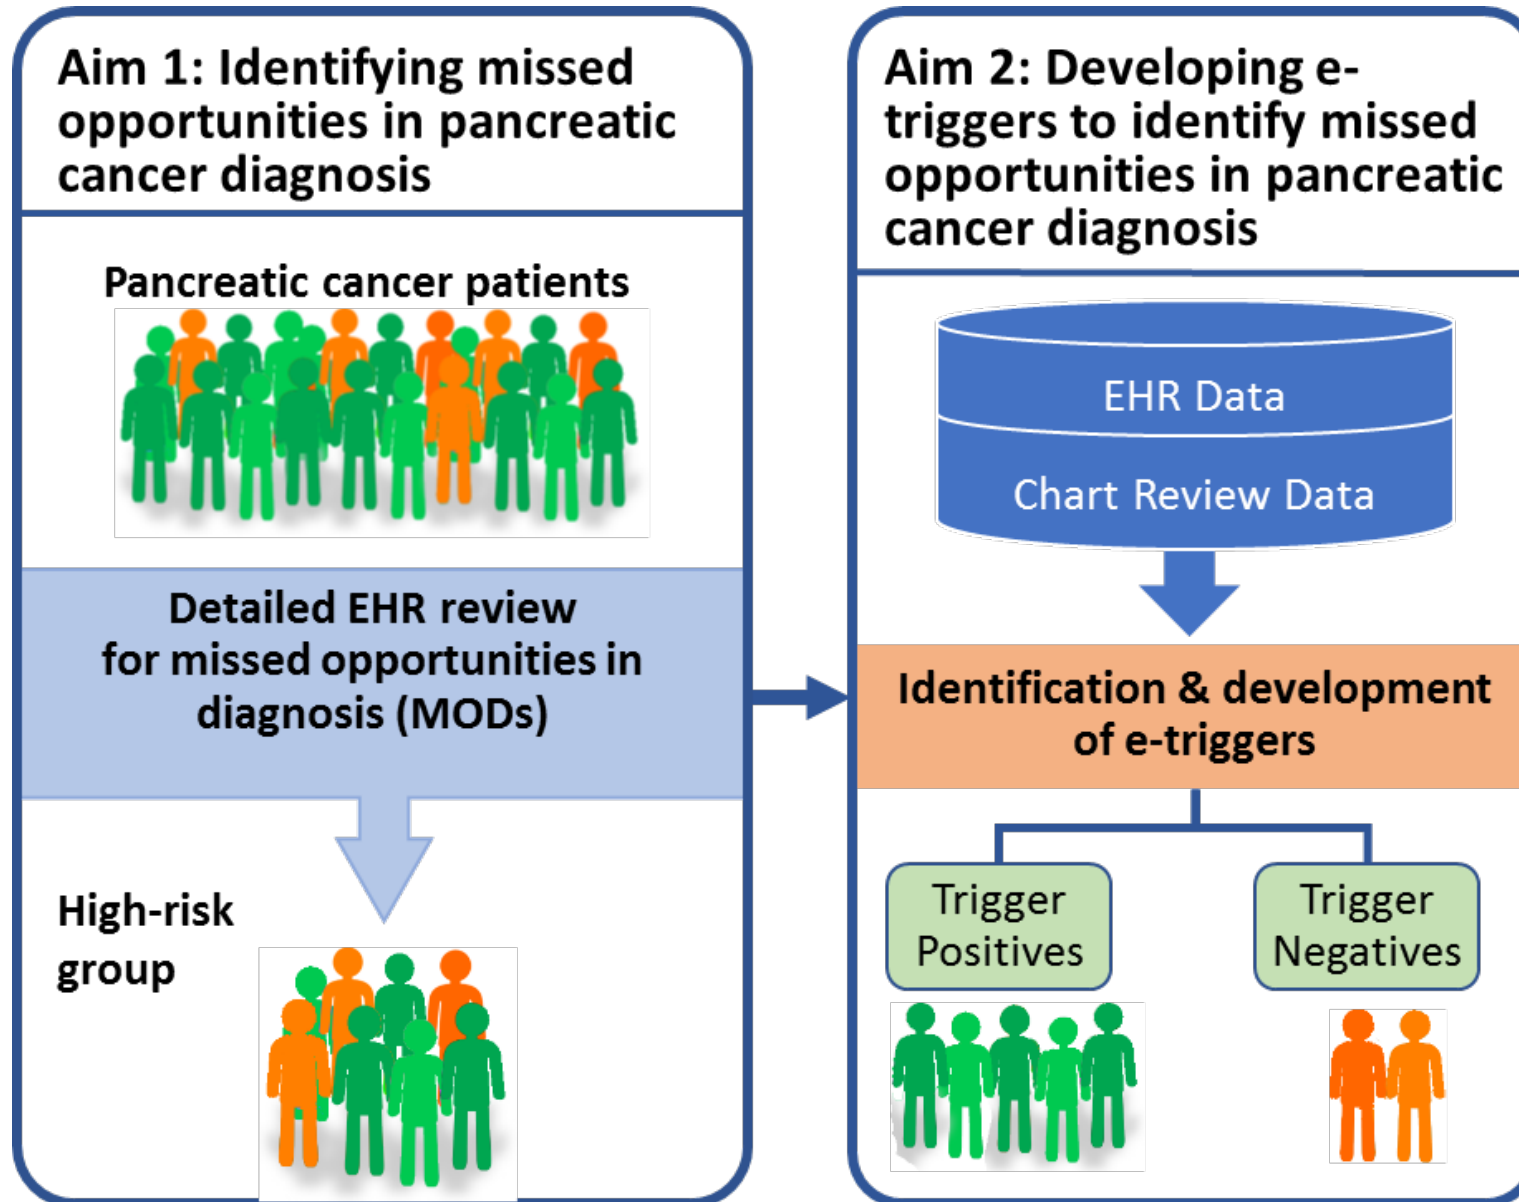 Aim 1: Identifying missed
opportunities in pancreatic
cancer diagnosis
Pancreatic cancer patients
Detailed EHR review
for missed opportunities in
diagnosis (MODs)
High-risk
group
Aim 2: Developing e-
triggers to identify missed
opportunities in pancreatic
cancer diagnosis
EHR Data
Chart Review Data
Identification & development
of e-triggers
Trigger
Positives
Trigger
Negatives